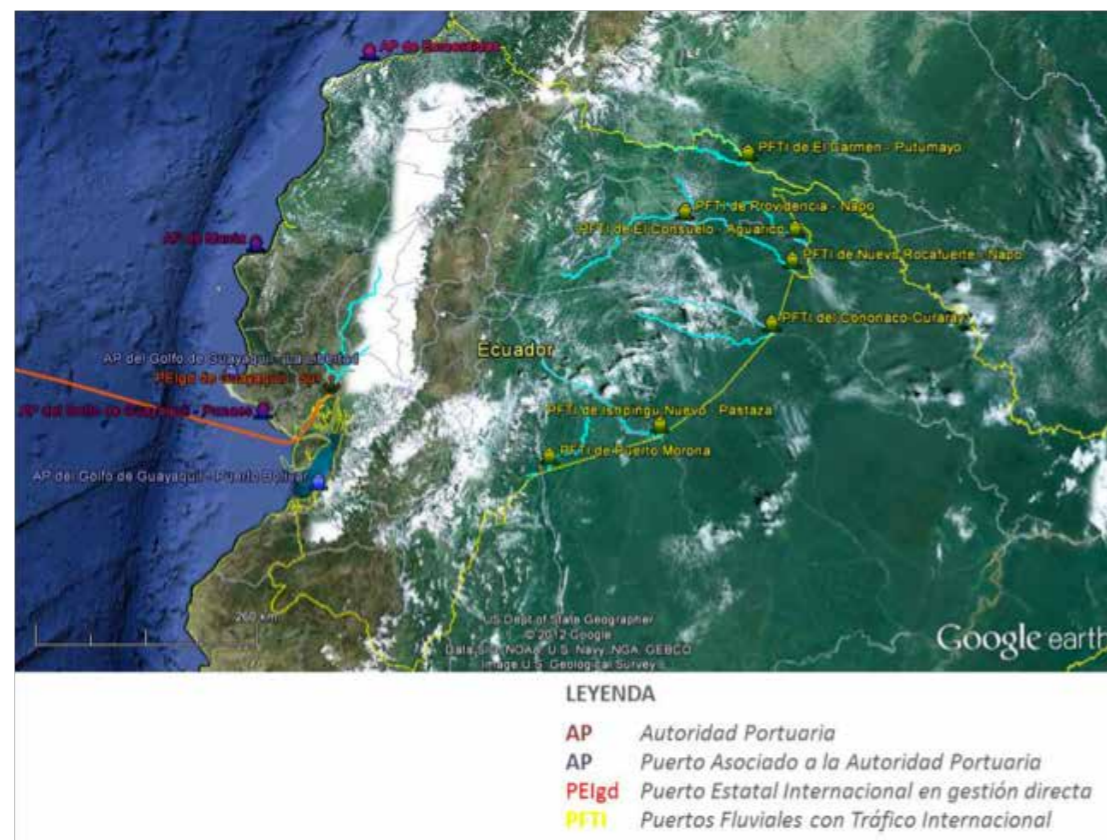 AP de Esmeraldas
PFTI de El Carmen - Putumayo
PFTI de Providencia - Napo
PFTI de El Consuelo - Aguarico
AP de Manta
PFTI de Nuevo Rocafuerte - Napo
PFTI del Cononaco-Curaray
Ecuador
AP del Golfo de Guayaquil - La Libertad
PEIgd de Guayaquil - Sur
AP del Golfo de Guayaquil - Posorja
PFTI de Ishpingu Nuevo - Pastaza
PFTI de Puerto Morona
AP del Golfo de Guayaquil - Puerto Bolívar
260 km
US Dept of State Geographer
© 2012 Google
Data SIO, NOAA, U.S. Navy, NGA, GEBCO
Image U.S. Geological Survey
Google earth
LEYENDA
AP Autoridad Portuaria
AP Puerto Asociado a la Autoridad Portuaria
PEIgd Puerto Estatal Internacional en gestión directa
PFTI Puertos Fluviales con Tráfico Internacional